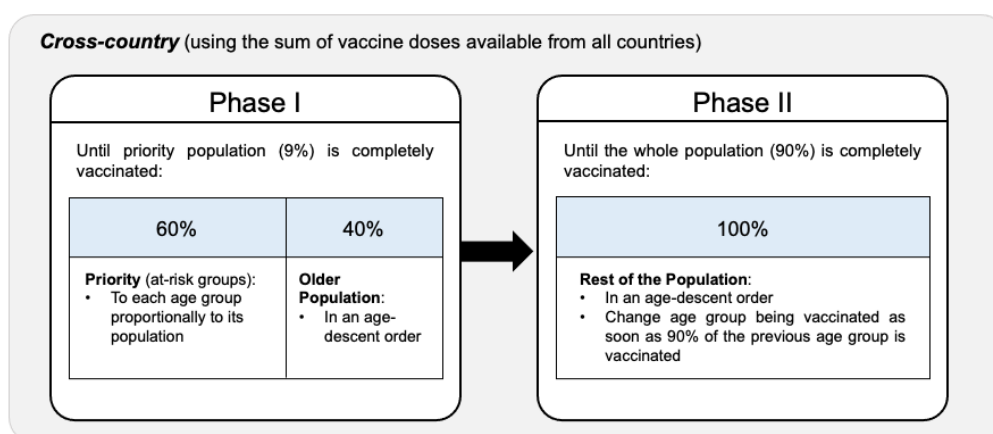 Cross-country (using the sum of vaccine doses available from all countries)
Phase I
Until priority population (9%) is completely
vaccinated:
60%
40%
Priority (at-risk groups):
• To each age group
proportionally to its
population
Older
Population:
• In an age-
descent order
Phase II
Until the whole population (90%) is completely
vaccinated:
100%
Rest of the Population:
• In an age-descent order
• Change age group being vaccinated as
soon as 90% of the previous age group is
vaccinated